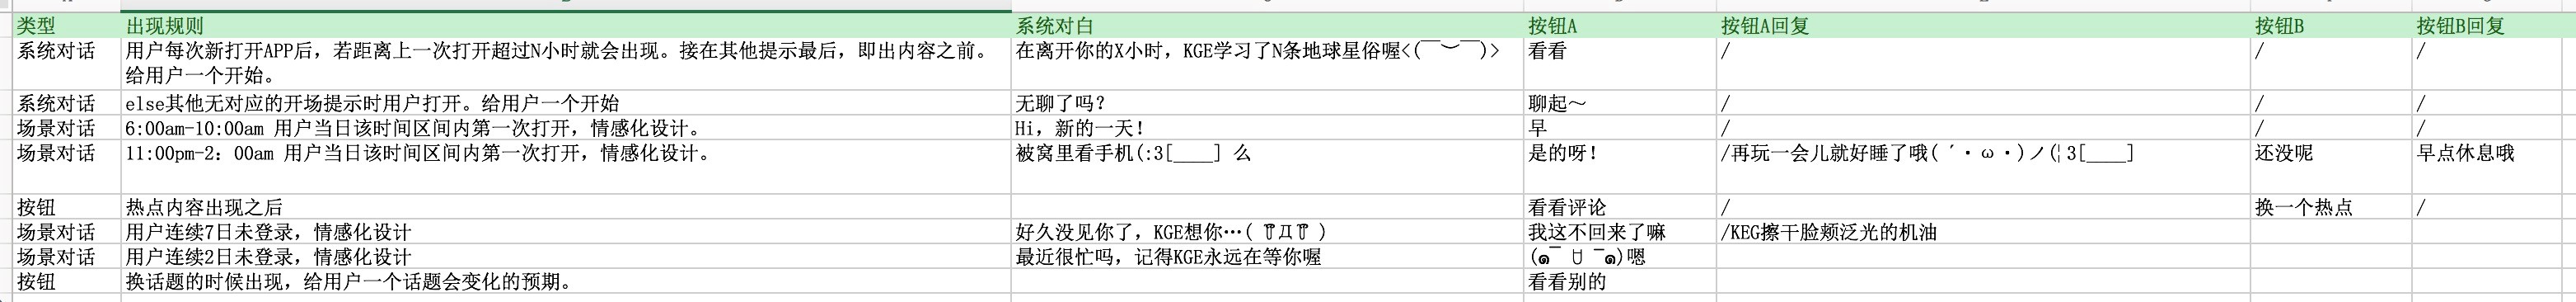 类型 出现规则 系统对白 按钮A 按钮A回复 按钮B 按钮B回复
系统对话 用户每次新打开APP后，若距离上一次打开超过N小时就会出现。接在其他提示最后，即出内容之前。 在离开你的X小时，KGE学习了N条地球星俗喔<(￣︶￣)> 看看 / / /
给用户一个开始。
系统对话 else其他无对应的开场提示时用户打开。给用户一个开始 无聊了吗？ 聊起～ / / /
场景对话 6:00am-10:00am 用户当日该时间区间内第一次打开，情感化设计。 Hi，新的一天！ 早 / / /
场景对话 11:00pm-2：00am 用户当日该时间区间内第一次打开，情感化设计。 被窝里看手机(:3[____] 么 是的呀！ /再玩一会儿就好睡了哦( ´･ω･)ノ(¦3[____] 还没呢 早点休息哦
按钮 热点内容出现之后 看看评论 / 换一个热点 /
场景对话 用户连续7日未登录，情感化设计 好久没见你了，KGE想你…( ༎ຶД༎ຶ ) 我这不回来了嘛 /KEG擦干脸颊泛光的机油
场景对话 用户连续2日未登录，情感化设计 最近很忙吗，记得KGE永远在等你喔 (๑¯ ㅂ ¯๑)嗯
按钮 换话题的时候出现，给用户一个话题会变化的预期。 看看别的